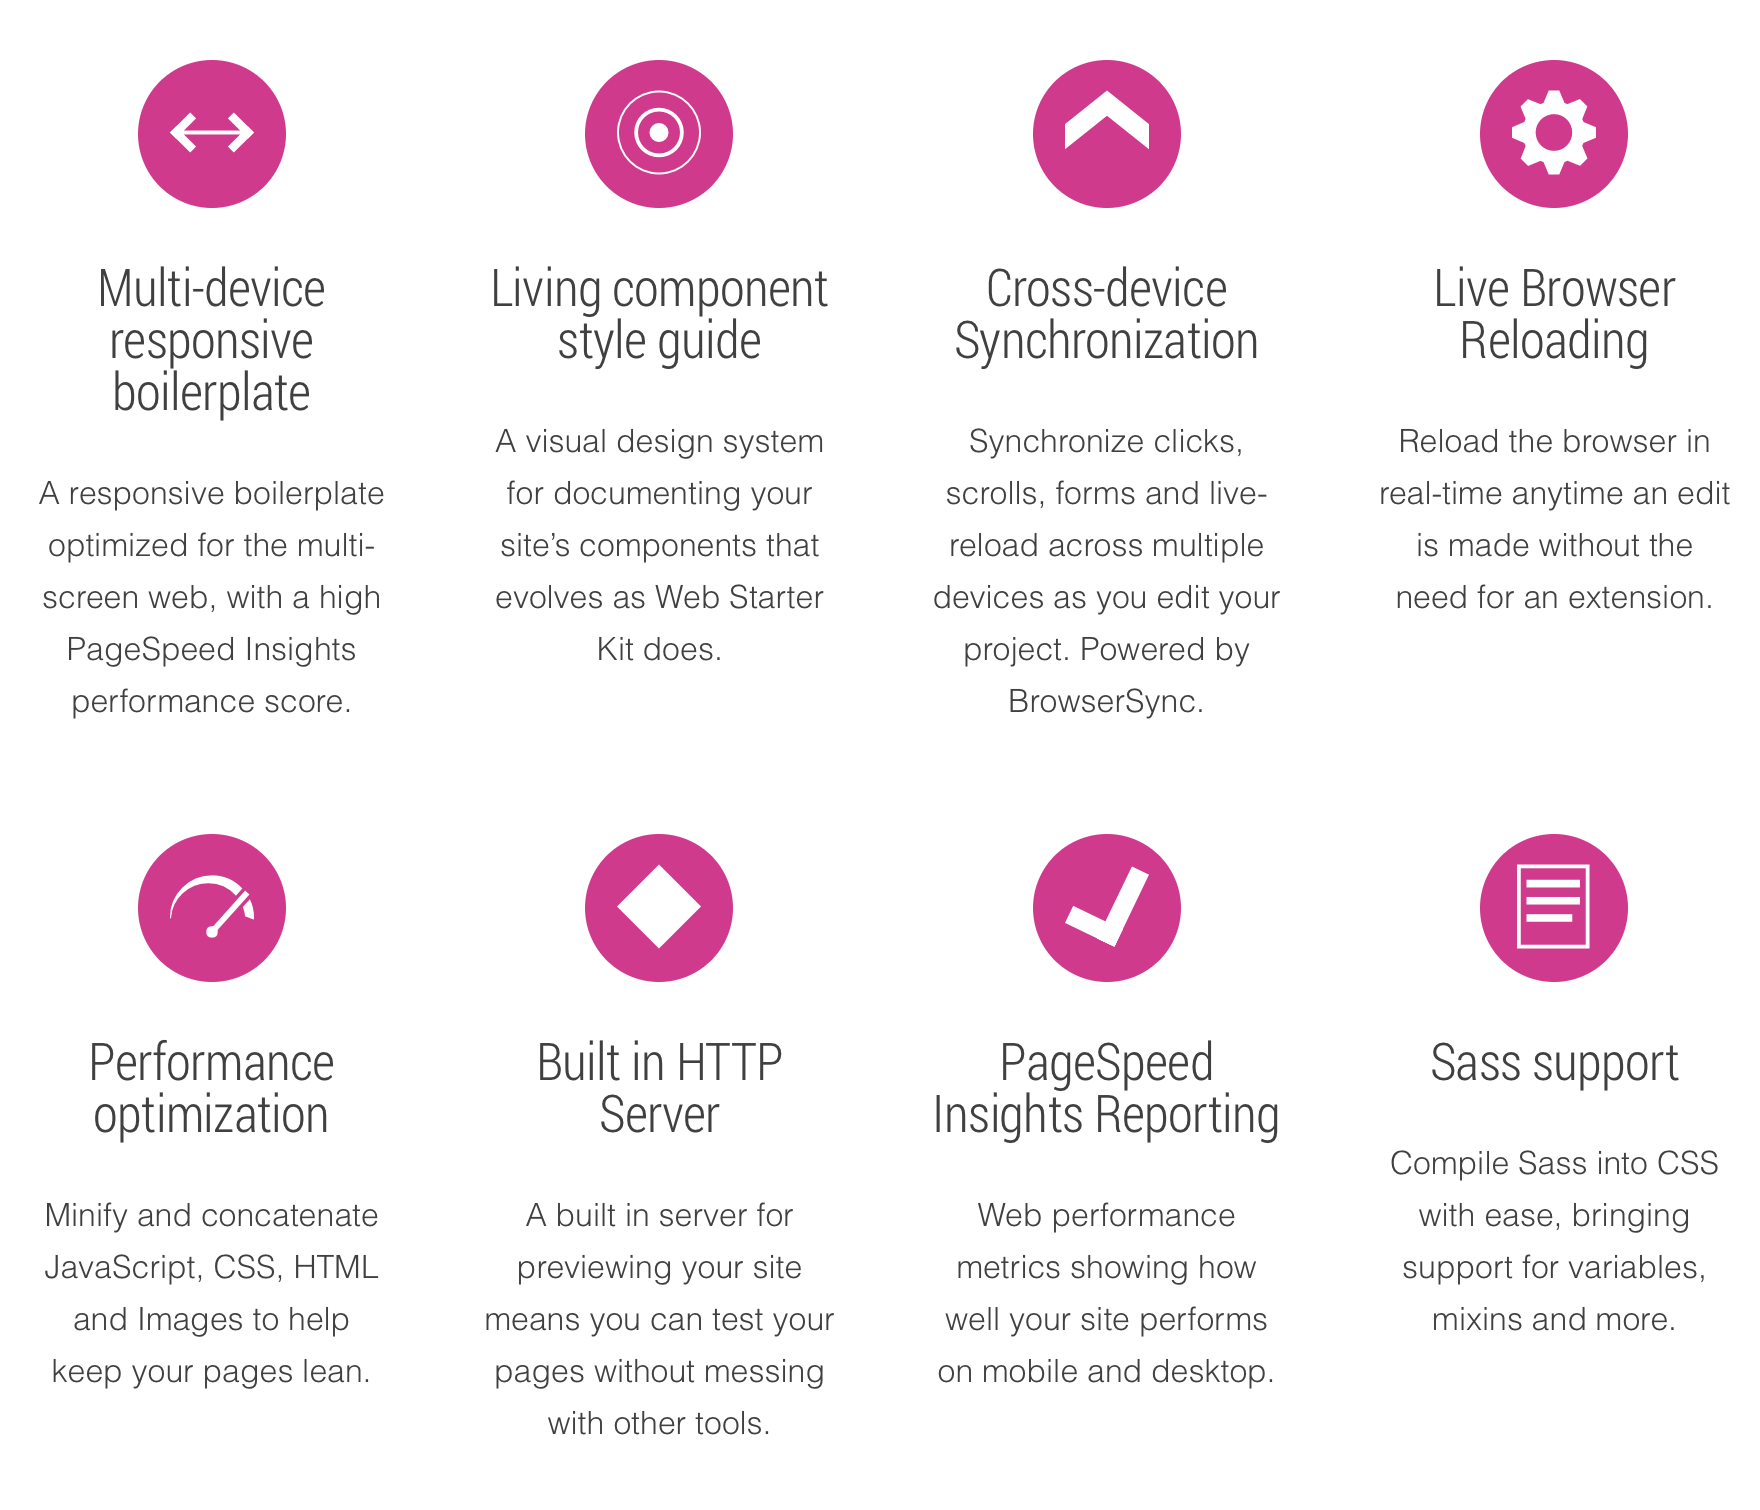 Multi-device
responsive
boilerplate
A responsive boilerplate
optimized for the multi-
screen web, with a high
PageSpeed Insights
performance score.
Living component
style guide
A visual design system
for documenting your
site’s components that
evolves as Web Starter
Kit does.
Cross-device
Synchronization
Synchronize clicks,
scrolls, forms and live-
reload across multiple
devices as you edit your
project. Powered by
BrowserSync.
Live Browser
Reloading
Reload the browser in
real-time anytime an edit
is made without the
need for an extension.
Performance
optimization
Minify and concatenate
JavaScript, CSS, HTML
and Images to help
keep your pages lean.
Built in HTTP
Server
A built in server for
previewing your site
means you can test your
pages without messing
with other tools.
PageSpeed
Insights Reporting
Web performance
metrics showing how
well your site performs
on mobile and desktop.
Sass support
Compile Sass into CSS
with ease, bringing
support for variables,
mixins and more.